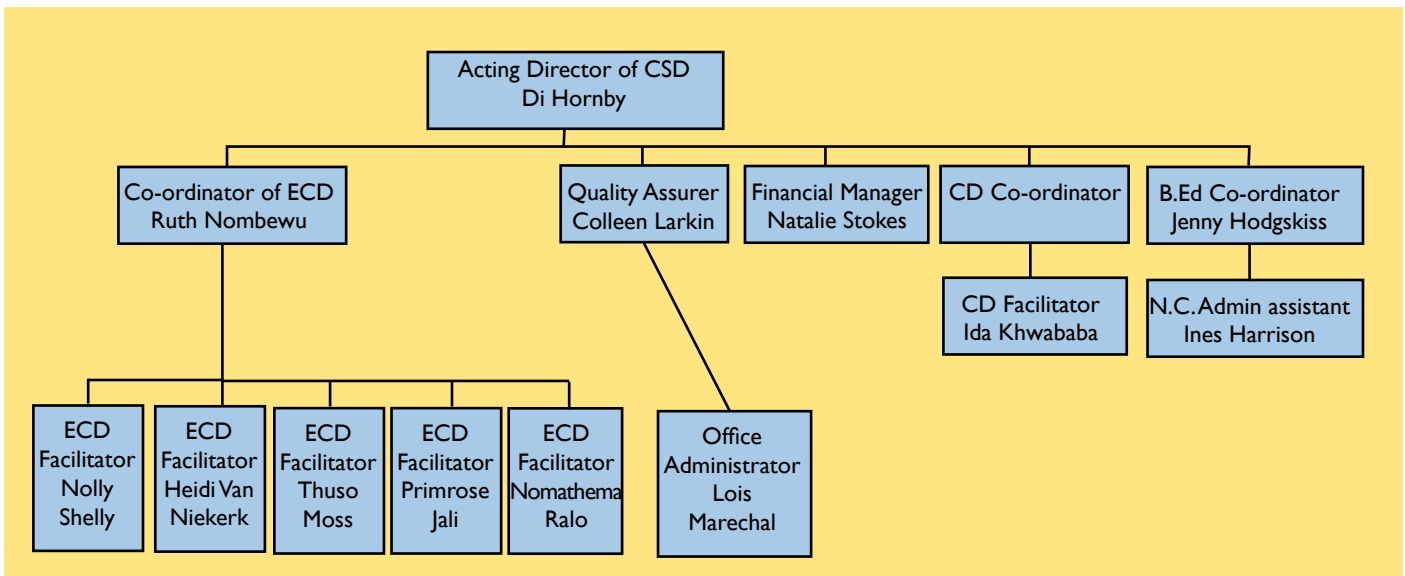 Acting Director of CSD
Di Hornby
Co-ordinator of ECD
Ruth Nombewu
Quality Assurer
Colleen Larkin
Financial Manager
Natalie Stokes
CD Co-ordinator
B.Ed Co-ordinator
Jenny Hodgskiss
CD Facilitator
Ida Khwababa
N.C. Admin assistant
Ines Harrison
ECD
Facilitator
Nolly
Shelly
ECD
Facilitator
Heidi Van
Niekerk
ECD
Facilitator
Thuso
Moss
ECD
Facilitator
Primrose
Jali
ECD
Facilitator
Nomathema
Ralo
Office
Administrator
Lois
Marechal